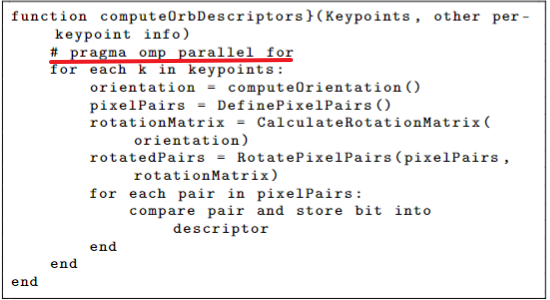 function computeOrbDescriptors}(Keypoints, other per-
keypoint info)
# pragma omp parallel for
for each k in keypoints:
orientation = computeOrientation()
pixelPairs = DefinePixelPairs()
rotationMatrix = CalculateRotationMatrix(
orientation)
rotatedPairs = RotatePixelPairs(pixelPairs,
rotationMatrix)
for each pair in pixelPairs:
compare pair and store bit into
descriptor
end
end
end